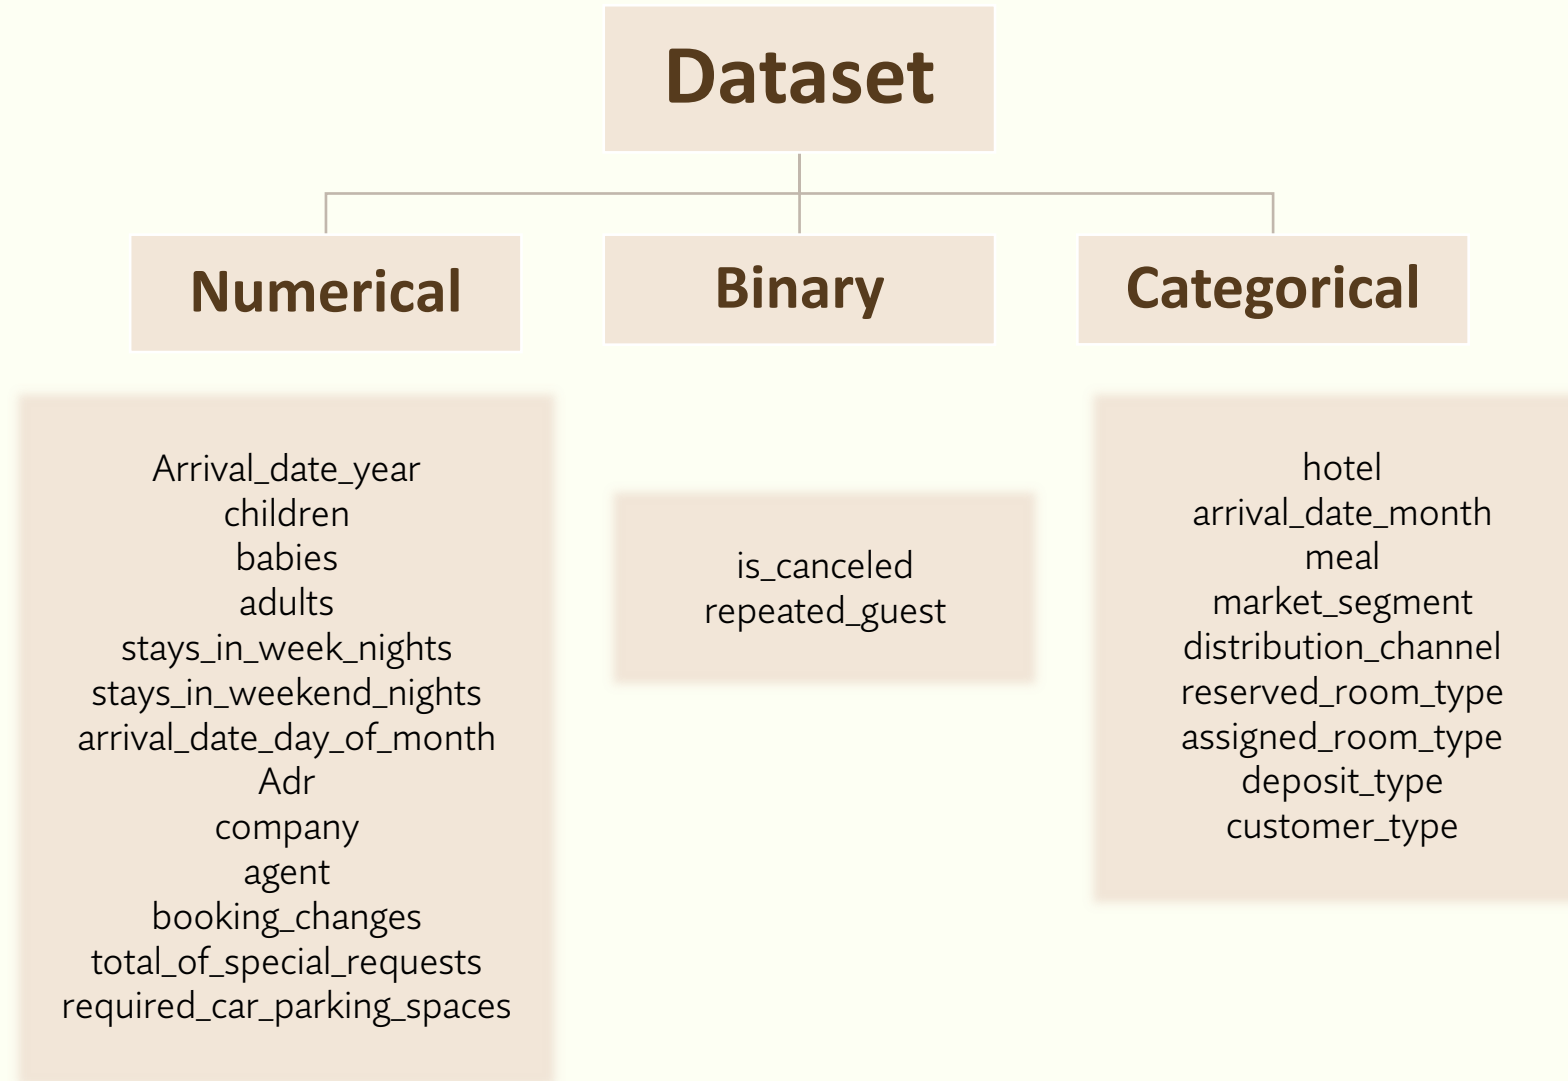 Dataset
Numerical
Binary
Categorical
Arrival_date_year
children
babies
adults
stays_in_week_nights
stays_in_weekend_nights
arrival_date_day_of_month
Adr
company
agent
booking_changes
total_of_special_requests
required_car_parking_spaces
is_canceled
repeated_guest
hotel
arrival_date_month
meal
market_segment
distribution_channel
reserved_room_type
assigned_room_type
deposit_type
customer_type